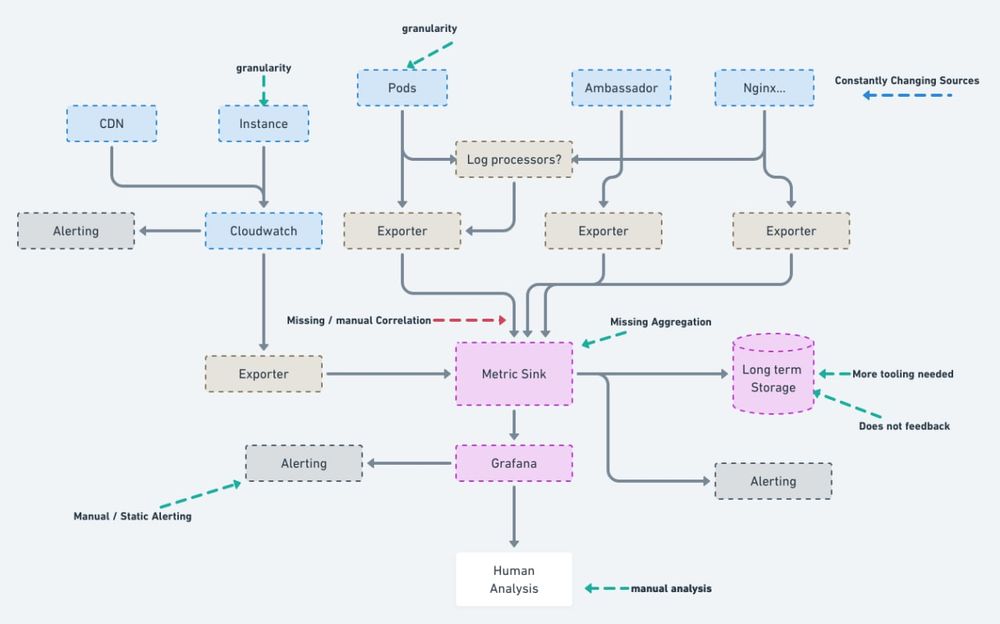 granularity
granularity
Pods
Ambassador
Nginx...
Constantly Changing Sources
CDN
Instance
Log processors?
Alerting
Cloudwatch
Exporter
Exporter
Exporter
Missing / manual Correlation
Missing Aggregation
Exporter
Metric Sink
Long term
Storage
More tooling needed
Does not feedback
Alerting
Grafana
Alerting
Manual / Static Alerting
Human
Analysis
manual analysis